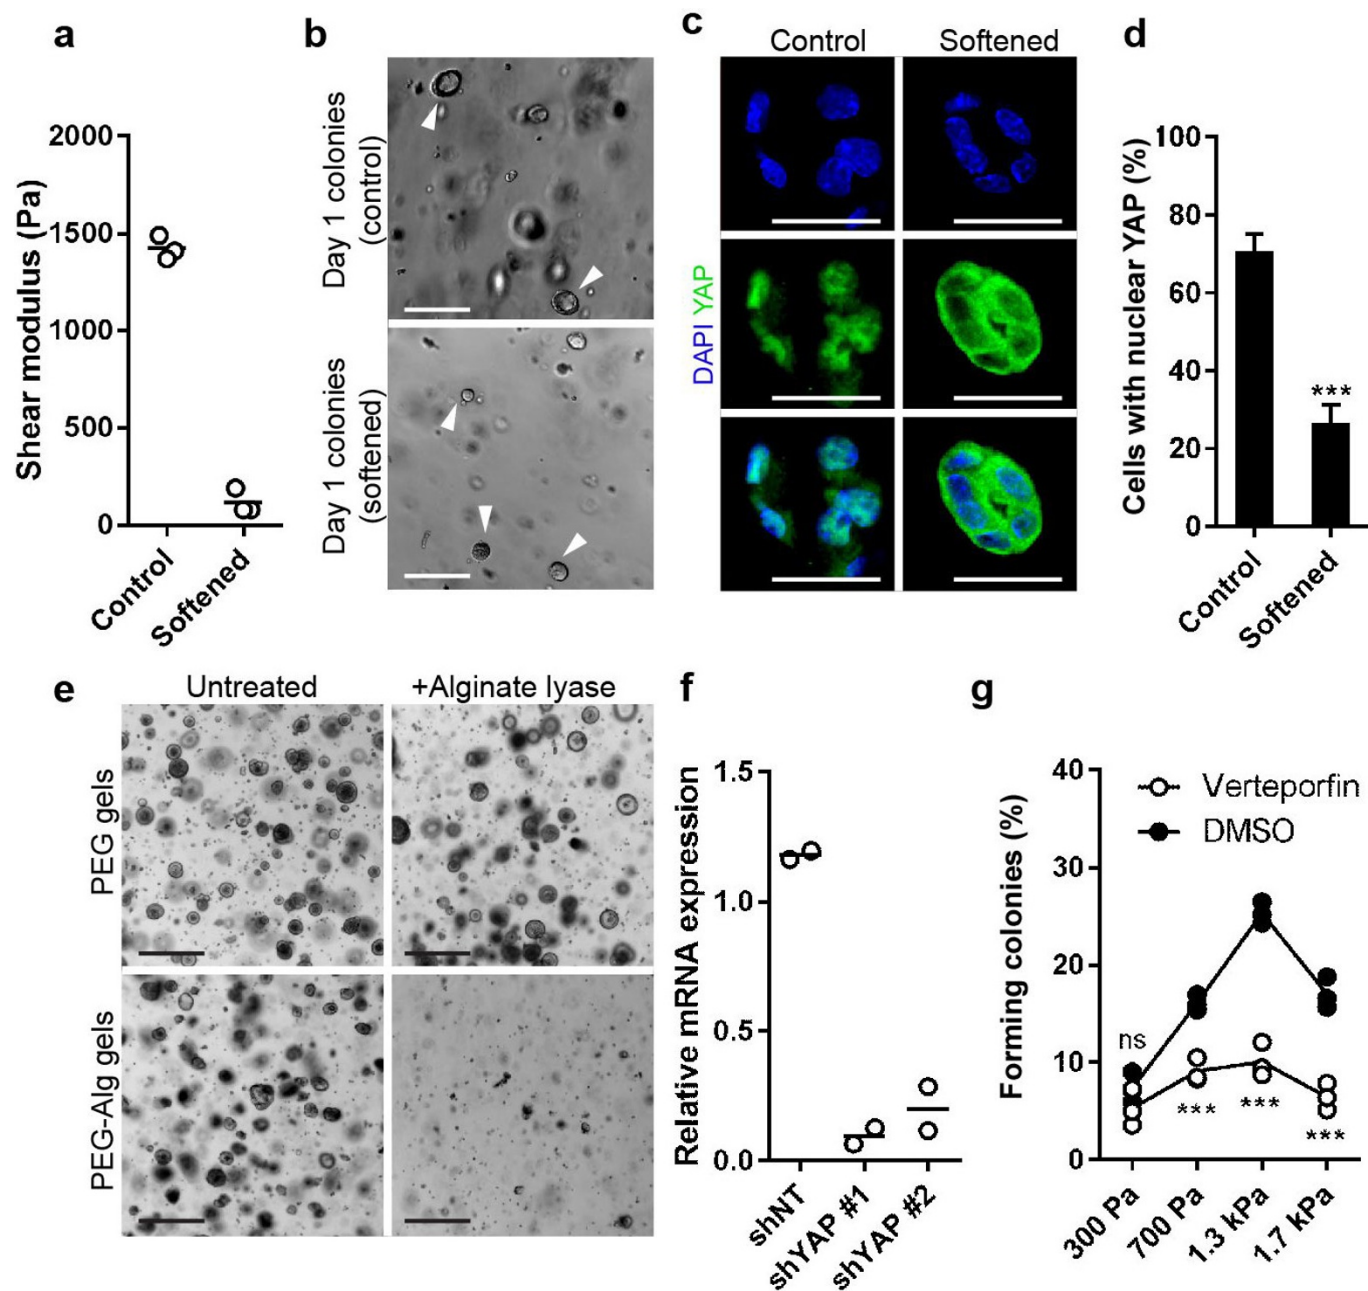 a
Shear modulus (Pa)
2000
1500
1000
500
0
Control
Softened
b
Day 1 colonies
(control)
Day 1 colonies
(softened)
c
Control
Softened
DAPI YAP
d
Cells with nuclear YAP (%)
100
80
60
40
20
0
***
Control
Softened
e
Untreated
+Alginate lyase
PEG gels
PEG-Alg gels
f
Relative mRNA expression
1.5
1.0
0.5
0.0
shNT
shYAP #1
shYAP #2
g
Forming colonies (%)
40
30
20
10
0
Verteporfin
DMSO
ns
***
***
***
300 Pa
700 Pa
1.3 kPa
1.7 kPa